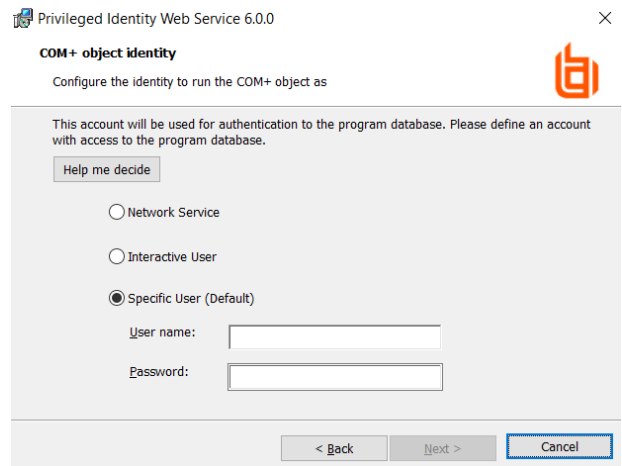 Privileged Identity Web Service 6.0.0
COM+ object identity
Configure the identity to run the COM+ object as
This account will be used for authentication to the program database. Please define an account
with access to the program database.
Help me decide
Network Service
Interactive User
Specific User (Default)
User name:
Password:
< Back
Next >
Cancel